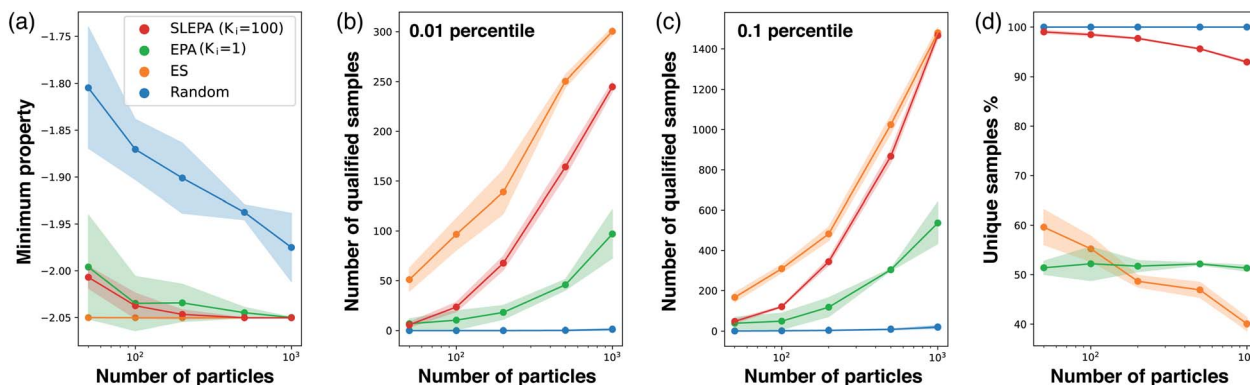 (a)
SLEPA (Kᵢ=100)
EPA (Kᵢ=1)
ES
Random
−1.75
−1.80
−1.85
−1.90
−1.95
−2.00
−2.05
Minimum property
10²
10³
Number of particles
(b)
0.01 percentile
300
250
200
150
100
50
0
Number of qualified samples
10²
10³
Number of particles
(c)
0.1 percentile
1400
1200
1000
800
600
400
200
0
Number of qualified samples
10²
10³
Number of particles
(d)
100
90
80
70
60
50
40
Unique samples %
10²
10³
Number of particles